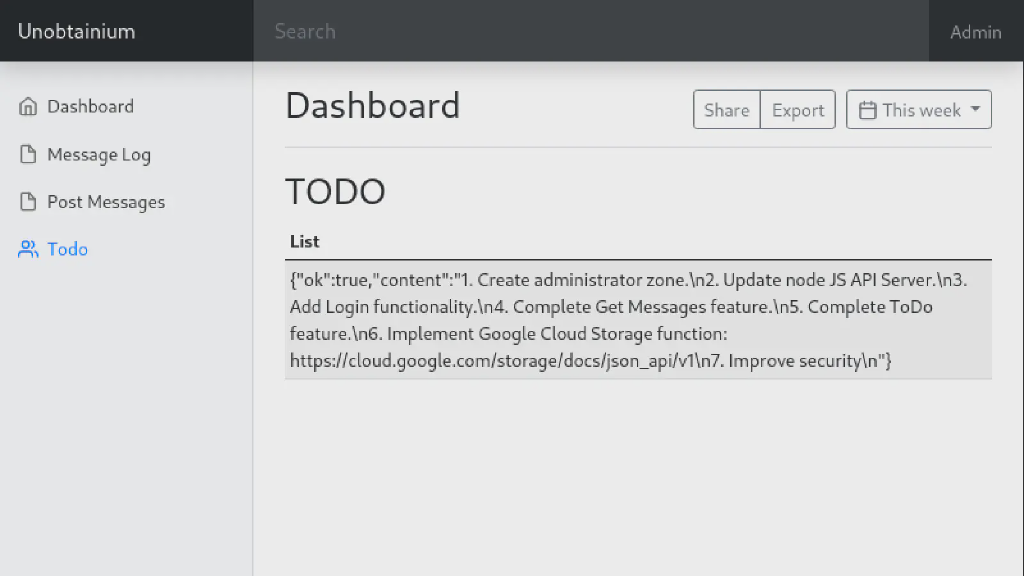 Unobtainium
Search
Admin
Dashboard
Message Log
Post Messages
Todo
Dashboard
Share
Export
This week
TODO
List
{"ok":true,"content":"1. Create administrator zone.\n2. Update node JS API Server.\n3.
Add Login functionality.\n4. Complete Get Messages feature.\n5. Complete ToDo
feature.\n6. Implement Google Cloud Storage function:
https://cloud.google.com/storage/docs/json_api/v1\n7. Improve security\n"}